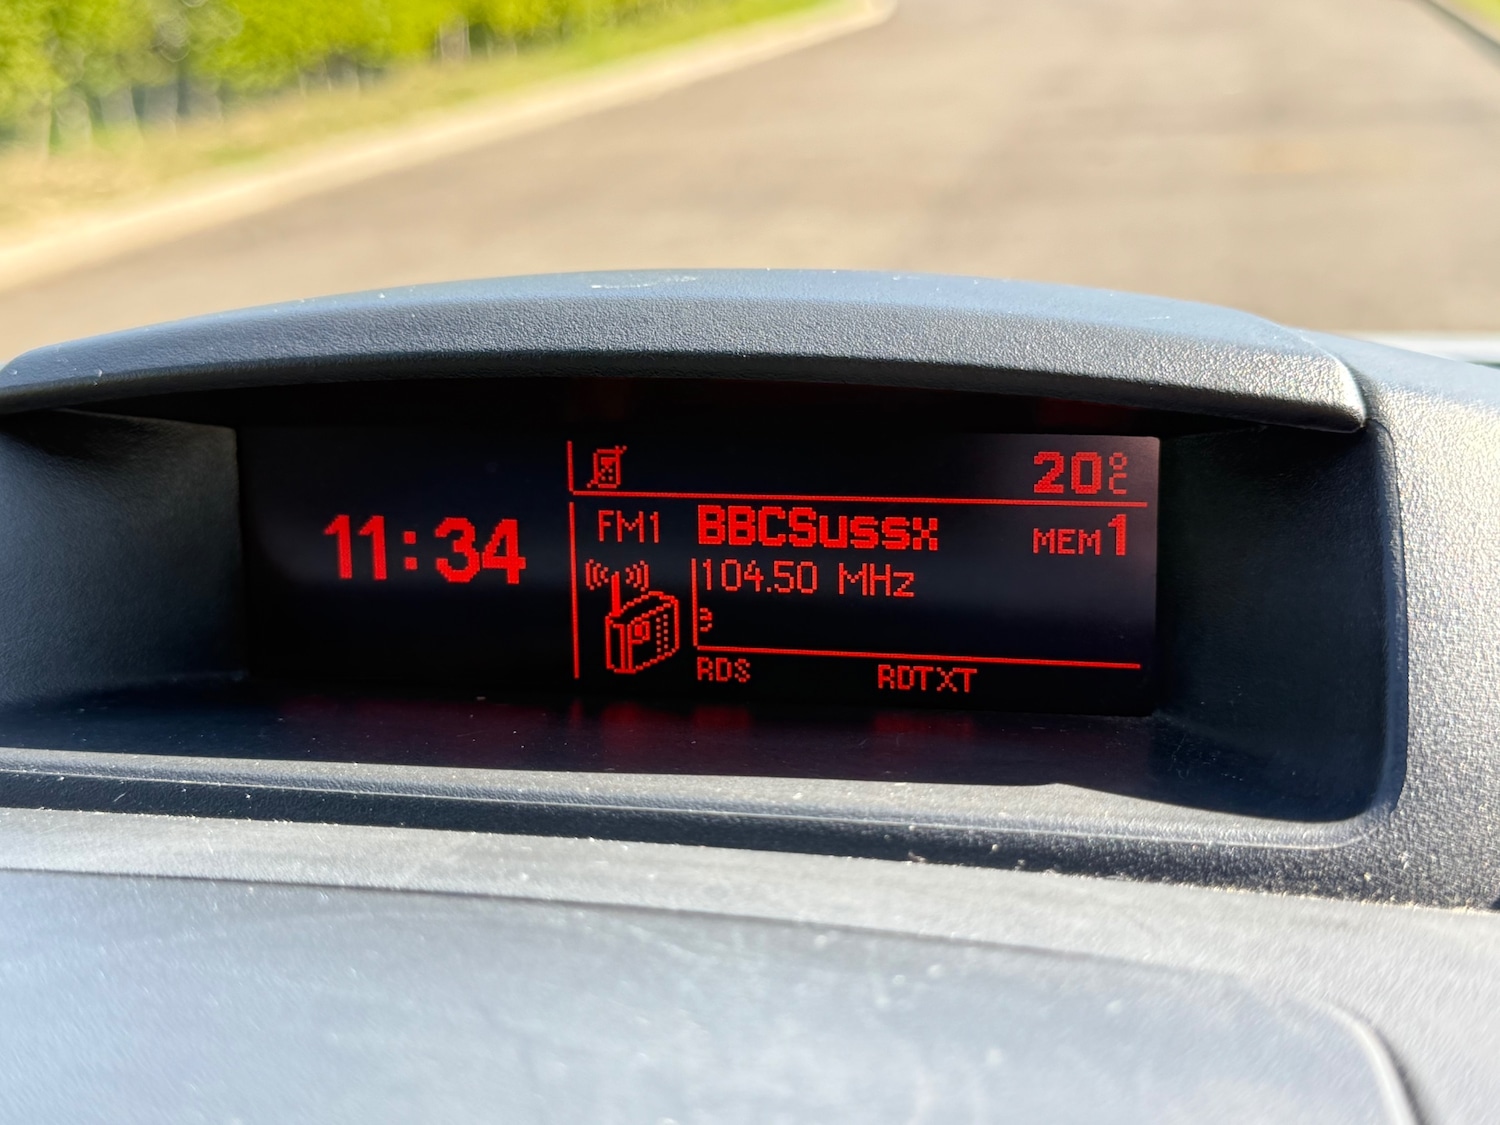 11:34
20°C
FM1 BBCSussx MEM1
104.50 MHz
RDS RDTXT